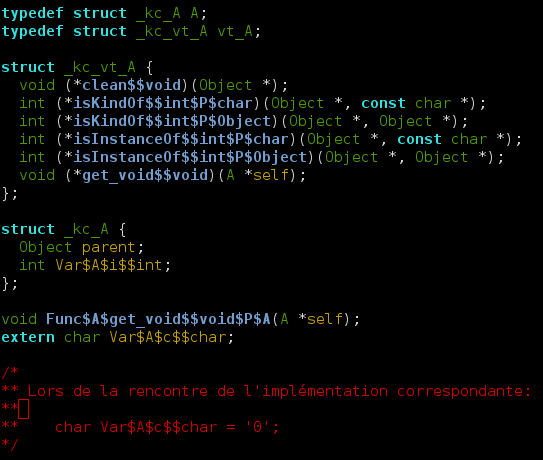 typedef struct _kc_A A;
typedef struct _kc_vt_A vt_A;
struct _kc_vt_A {
void (*clean$$void)(Object *);
int (*isKindOf$$int$P$char)(Object *, const char *);
int (*isKindOf$$int$P$Object)(Object *, Object *);
int (*isInstanceOf$$int$P$char)(Object *, const char *);
int (*isInstanceOf$$int$P$Object)(Object *, Object *);
void (*get_void$$void)(A *self);
};
struct _kc_A {
Object parent;
int Var$A$i$$int;
};
void Func$A$get_void$$void$P$A(A *self);
extern char Var$A$c$$char;
/*
** Lors de la rencontre de l'implémentation correspondante:
**
** char Var$A$c$$char = '0';
*/